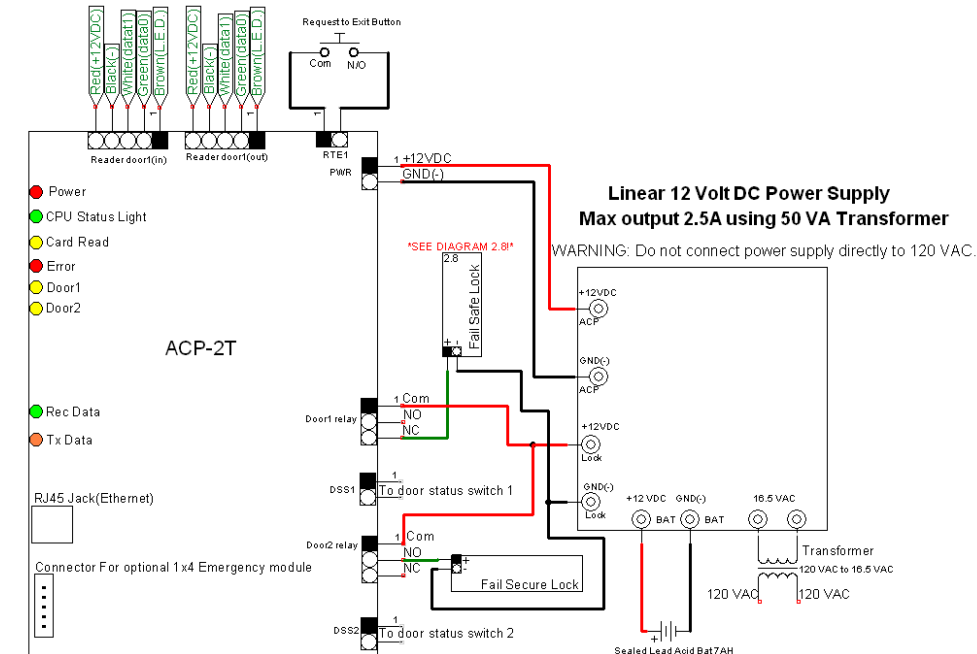 Red(+12VDC)
Black(-)
White(datat1)
Green(data0)
Brown(L.E.D.)
Red(+12VDC)
Black(-)
White(data1)
Green(data0)
Brown(L.E.D.)
Request to Exit Button
Com
N/O
1
1
1
Reader door1(in)
Reader door1(out)
RTE1
PWR
1
+12VDC
GND(-)
Power
CPU Status Light
Card Read
Error
Door1
Door2
ACP-2T
Rec Data
Tx Data
RJ45 Jack(Ethernet)
Connector For optional 1x4 Emergency module
*SEE DIAGRAM 2.8!*
2.8
Fail Safe Lock
+ -
Door1 relay
1
Com
NO
NC
DSS1
1
To door status switch 1
Door2 relay
1
Com
NO
NC
+
-
Fail Secure Lock
DSS2
1
To door status switch 2
Linear 12 Volt DC Power Supply
Max output 2.5A using 50 VA Transformer
WARNING: Do not connect power supply directly to 120 VAC.
+12VDC
ACP
GND(-)
ACP
+12VDC
Lock
GND(-)
Lock
+12 VDC
GND(-)
16.5 VAC
BAT
BAT
Transformer
120 VAC to 16.5 VAC
120 VAC
120 VAC
+
Sealed Lead Acid Bat7AH